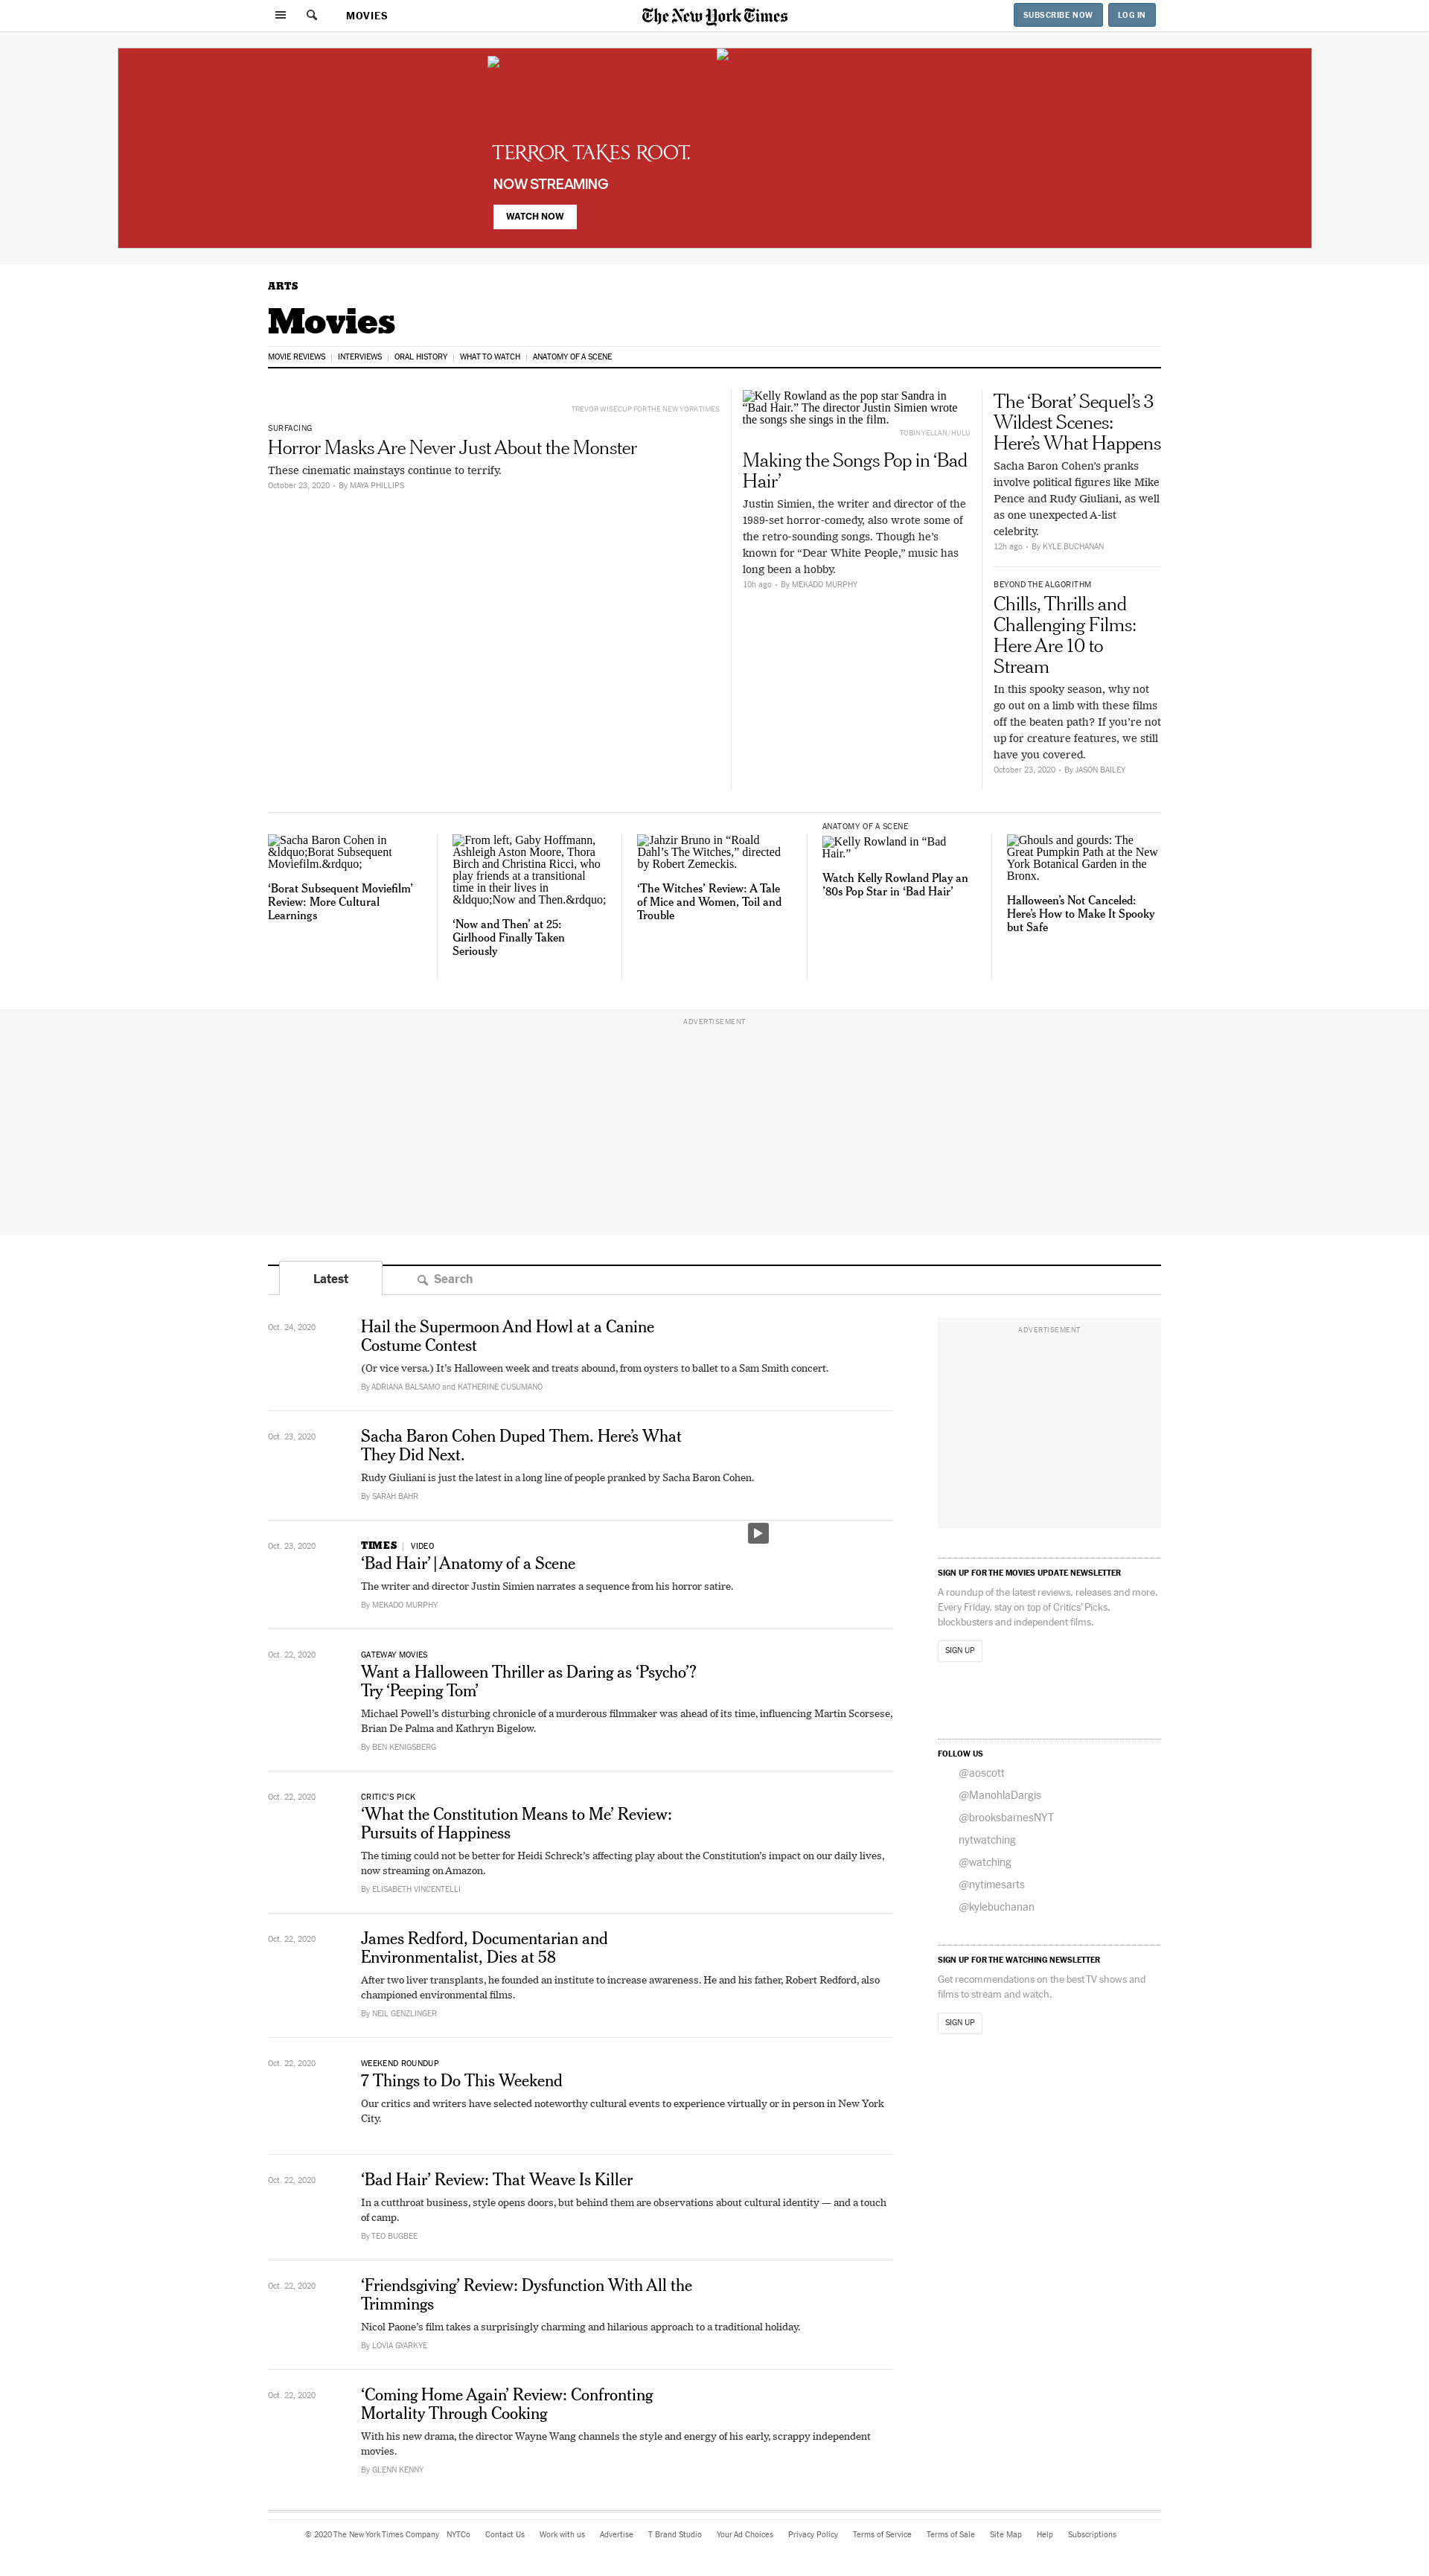 MOVIES
The New York Times
SUBSCRIBE NOW
LOG IN
TERROR TAKES ROOT.
NOW STREAMING
WATCH NOW
ARTS
Movies
MOVIE REVIEWS
INTERVIEWS
ORAL HISTORY
WHAT TO WATCH
ANATOMY OF A SCENE
TREVOR WISECUP FOR THE NEW YORK TIMES
SURFACING
Horror Masks Are Never Just About the Monster
These cinematic mainstays continue to terrify.
October 23, 2020 • By MAYA PHILLIPS
Kelly Rowland as the pop star Sandra in
“Bad Hair.” The director Justin Simien wrote
the songs she sings in the film.
TOBIN YELLAN/HULU
Making the Songs Pop in ‘Bad
Hair’
Justin Simien, the writer and director of the
1989-set horror-comedy, also wrote some of
the retro-sounding songs. Though he’s
known for “Dear White People,” music has
long been a hobby.
10h ago • By MEKADO MURPHY
The ‘Borat’ Sequel’s 3
Wildest Scenes:
Here’s What Happens
Sacha Baron Cohen’s pranks
involve political figures like Mike
Pence and Rudy Giuliani, as well
as one unexpected A-list
celebrity.
12h ago • By KYLE BUCHANAN
BEYOND THE ALGORITHM
Chills, Thrills and
Challenging Films:
Here Are 10 to
Stream
In this spooky season, why not
go out on a limb with these films
off the beaten path? If you’re not
up for creature features, we still
have you covered.
October 23, 2020 • By JASON BAILEY
Sacha Baron Cohen in
&ldquo;Borat Subsequent
Moviefilm.&rdquo;
‘Borat Subsequent Moviefilm’
Review: More Cultural
Learnings
From left, Gaby Hoffmann,
Ashleigh Aston Moore, Thora
Birch and Christina Ricci, who
play friends at a transitional
time in their lives in
&ldquo;Now and Then.&rdquo;
‘Now and Then’ at 25:
Girlhood Finally Taken
Seriously
Jahzir Bruno in “Roald
Dahl’s The Witches,” directed
by Robert Zemeckis.
‘The Witches’ Review: A Tale
of Mice and Women, Toil and
Trouble
ANATOMY OF A SCENE
Kelly Rowland in “Bad
Hair.”
Watch Kelly Rowland Play an
’80s Pop Star in ‘Bad Hair’
Ghouls and gourds: The
Great Pumpkin Path at the New
York Botanical Garden in the
Bronx.
Halloween’s Not Canceled:
Here’s How to Make It Spooky
but Safe
ADVERTISEMENT
Latest
Search
Oct. 24, 2020
Hail the Supermoon And Howl at a Canine
Costume Contest
(Or vice versa.) It’s Halloween week and treats abound, from oysters to ballet to a Sam Smith concert.
By ADRIANA BALSAMO and KATHERINE CUSUMANO
Oct. 23, 2020
Sacha Baron Cohen Duped Them. Here’s What
They Did Next.
Rudy Giuliani is just the latest in a long line of people pranked by Sacha Baron Cohen.
By SARAH BAHR
Oct. 23, 2020
TIMES | VIDEO
‘Bad Hair’ | Anatomy of a Scene
The writer and director Justin Simien narrates a sequence from his horror satire.
By MEKADO MURPHY
Oct. 22, 2020
GATEWAY MOVIES
Want a Halloween Thriller as Daring as ‘Psycho’?
Try ‘Peeping Tom’
Michael Powell’s disturbing chronicle of a murderous filmmaker was ahead of its time, influencing Martin Scorsese,
Brian De Palma and Kathryn Bigelow.
By BEN KENIGSBERG
Oct. 22, 2020
CRITIC’S PICK
‘What the Constitution Means to Me’ Review:
Pursuits of Happiness
The timing could not be better for Heidi Schreck’s affecting play about the Constitution’s impact on our daily lives,
now streaming on Amazon.
By ELISABETH VINCENTELLI
Oct. 22, 2020
James Redford, Documentarian and
Environmentalist, Dies at 58
After two liver transplants, he founded an institute to increase awareness. He and his father, Robert Redford, also
championed environmental films.
By NEIL GENZLINGER
Oct. 22, 2020
WEEKEND ROUNDUP
7 Things to Do This Weekend
Our critics and writers have selected noteworthy cultural events to experience virtually or in person in New York
City.
Oct. 22, 2020
‘Bad Hair’ Review: That Weave Is Killer
In a cutthroat business, style opens doors, but behind them are observations about cultural identity — and a touch
of camp.
By TEO BUGBEE
Oct. 22, 2020
‘Friendsgiving’ Review: Dysfunction With All the
Trimmings
Nicol Paone’s film takes a surprisingly charming and hilarious approach to a traditional holiday.
By LOVIA GYARKYE
Oct. 22, 2020
‘Coming Home Again’ Review: Confronting
Mortality Through Cooking
With his new drama, the director Wayne Wang channels the style and energy of his early, scrappy independent
movies.
By GLENN KENNY
ADVERTISEMENT
SIGN UP FOR THE MOVIES UPDATE NEWSLETTER
A roundup of the latest reviews, releases and more.
Every Friday, stay on top of Critics’ Picks,
blockbusters and independent films.
SIGN UP
FOLLOW US
@aoscott
@ManohlaDargis
@brooksbarnesNYT
nytwatching
@watching
@nytimesarts
@kylebuchanan
SIGN UP FOR THE WATCHING NEWSLETTER
Get recommendations on the best TV shows and
films to stream and watch.
SIGN UP
© 2020 The New York Times Company NYTCo Contact Us Work with us Advertise T Brand Studio Your Ad Choices Privacy Policy Terms of Service Terms of Sale Site Map Help Subscriptions